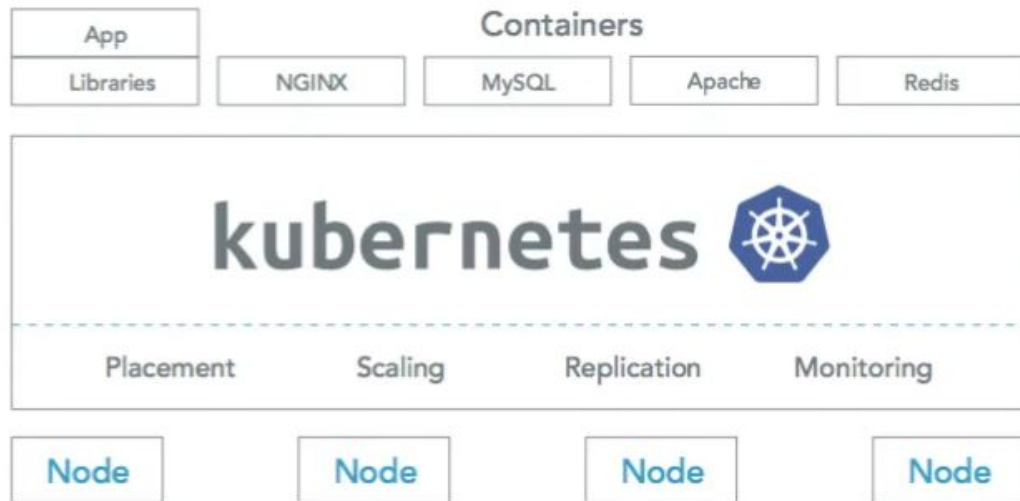 Containers
App
Libraries NGINX MySQL Apache Redis
kubernetes
Placement Scaling Replication Monitoring
Node Node Node Node